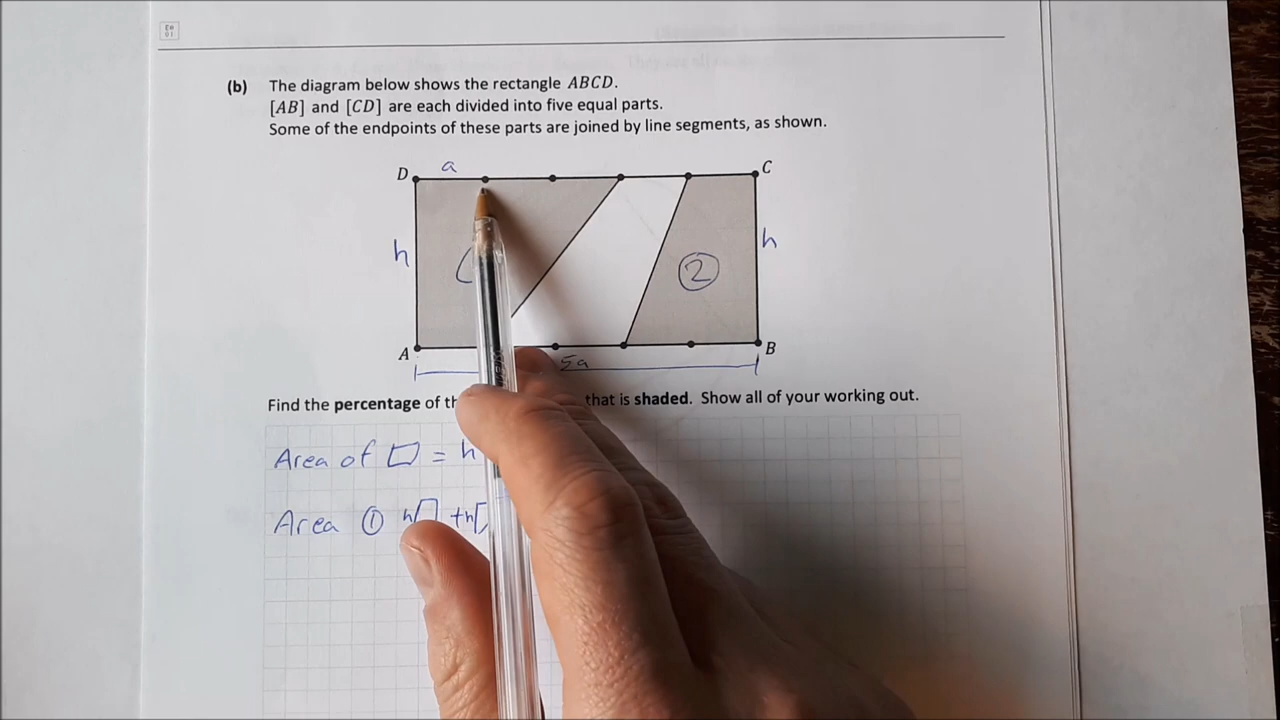 (b) The diagram below shows the rectangle ABCD.
[AB] and [CD] are each divided into five equal parts.
Some of the endpoints of these parts are joined by line segments, as shown.
D a C
h h
2
A B
5a
Find the percentage of that is shaded. Show all of your working out.
Area of = h
Area ① h +h